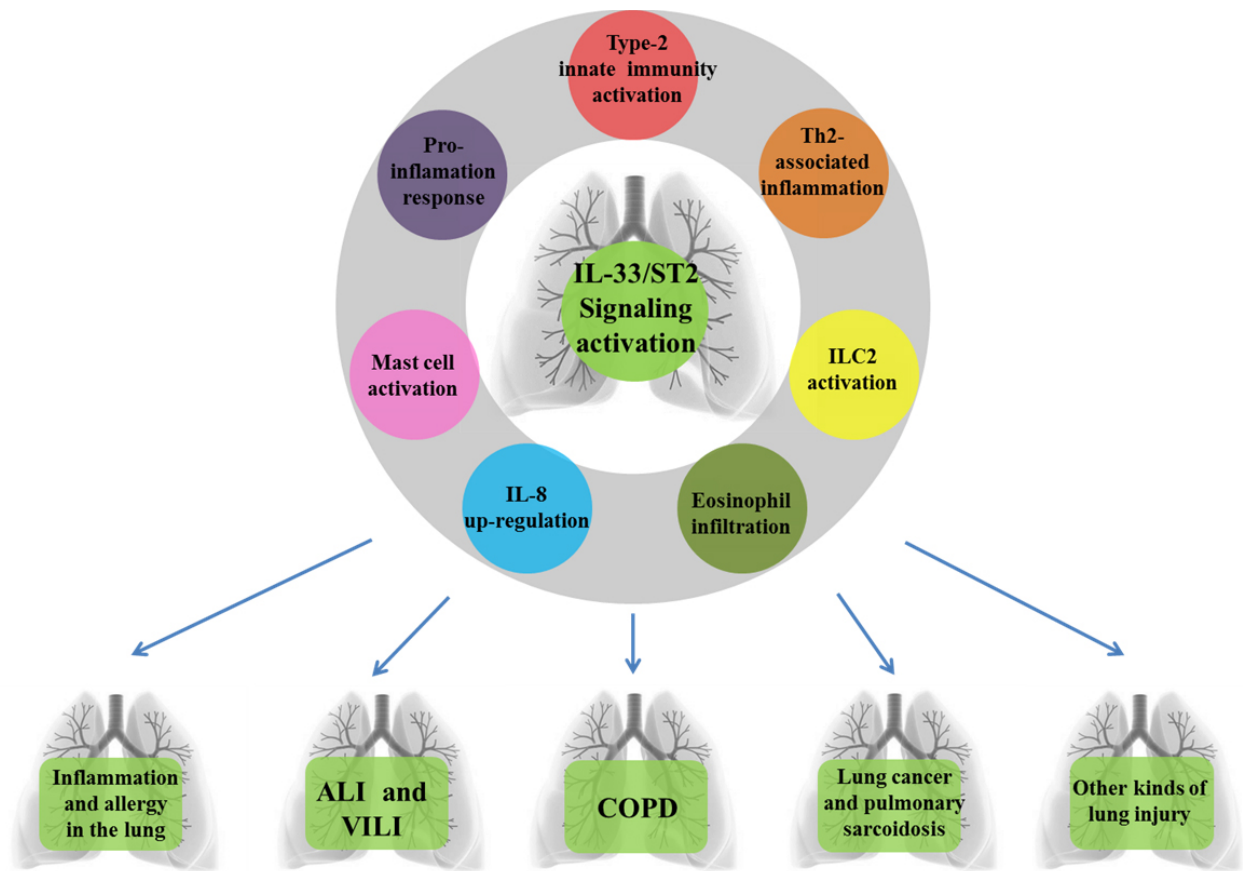 Type-2
innate immunity
activation
Pro-
inflamation
response
Th2-
associated
inflammation
IL-33/ST2
Signaling
activation
Mast cell
activation
ILC2
activation
IL-8
up-regulation
Eosinophil
infiltration
Inflammation
and allergy
in the lung
ALI and
VILI
COPD
Lung cancer
and pulmonary
sarcoidosis
Other kinds of
lung injury